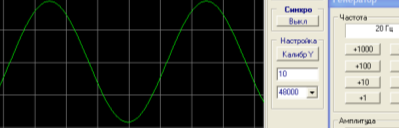 Генератор
Синхро
Выкл
Настройка
Калибр Y
10
48000
Частота
20 Гц
+1000
+100
+10
+1
Амплитуда